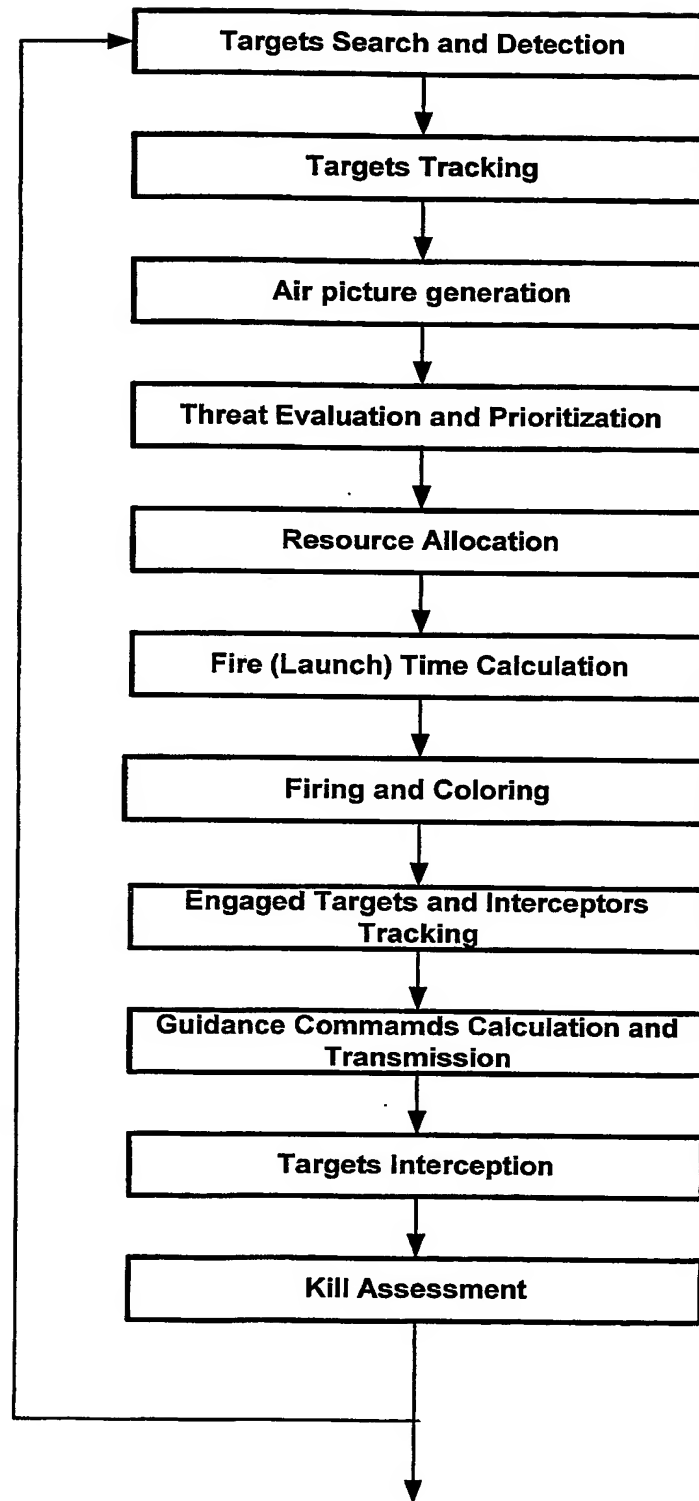 Targets Search and Detection
Targets Tracking
Air picture generation
Threat Evaluation and Prioritization
Resource Allocation
Fire (Launch) Time Calculation
Firing and Coloring
Engaged Targets and Interceptors
Tracking
Guidance Commamds Calculation and
Transmission
Targets Interception
Kill Assessment